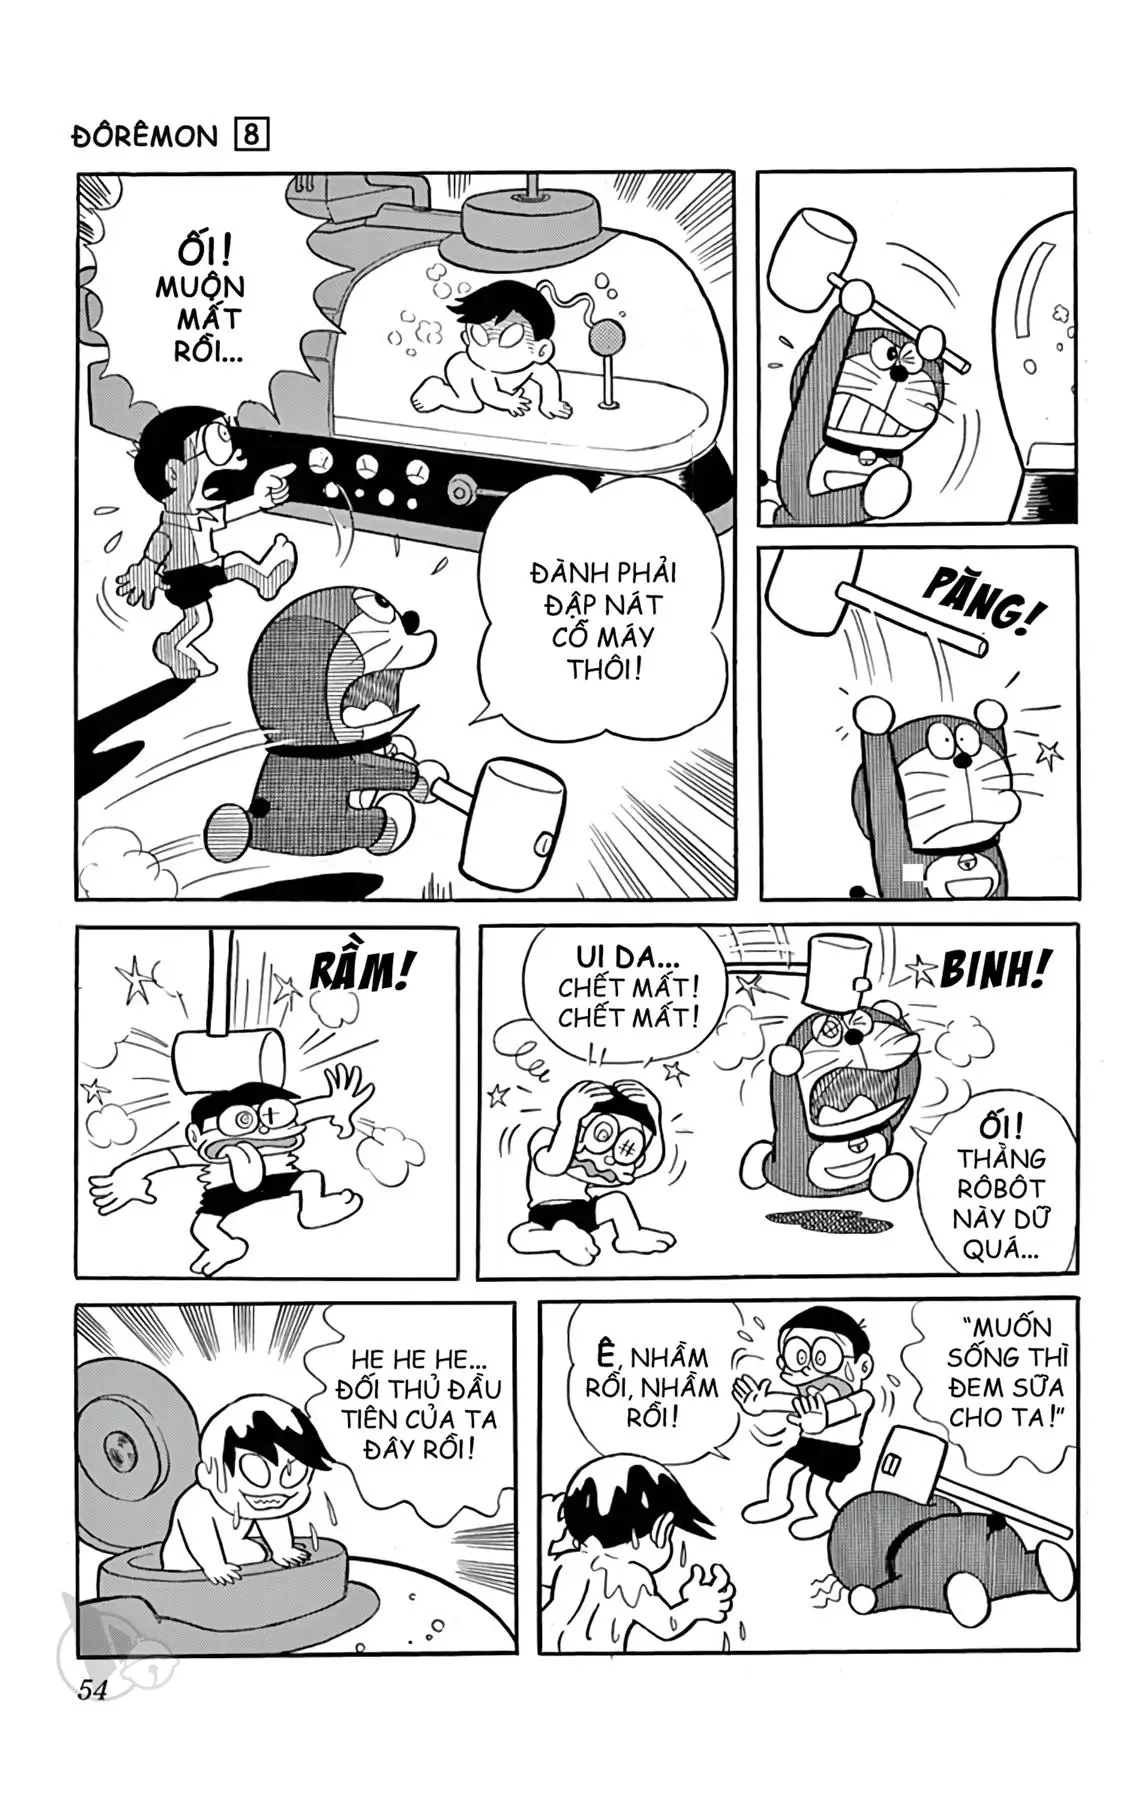 ĐÔRÊMON 8
ỐI!
MUỘN
MẤT
RỒI...
ĐÀNH PHẢI
ĐẬP NÁT
CỖ MÁY
THÔI!
PĂNG!
RẦM!
UI DA...
CHẾT MẤT!
CHẾT MẤT!
BINH!
ỐI!
THẰNG
RÔBÔT
NÀY DỮ
QUÁ...
HE HE HE...
ĐỐI THỦ ĐẦU
TIÊN CỦA TA
ĐÂY RỒI!
Ê, NHẦM
RỒI, NHẦM
RỒI!
“MUỐN
SỐNG THÌ
ĐEM SỮA
CHO TA!”
54